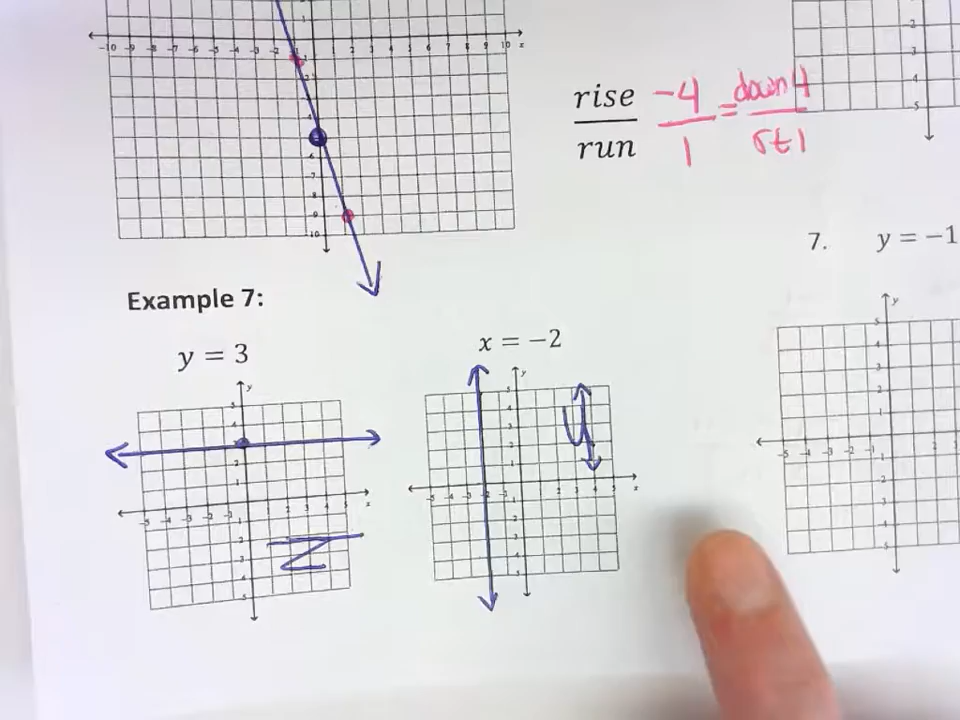 rise
run
-4
1
=
down 4
rt 1
7. y = -1
Example 7:
y = 3
x = -2
Z
y